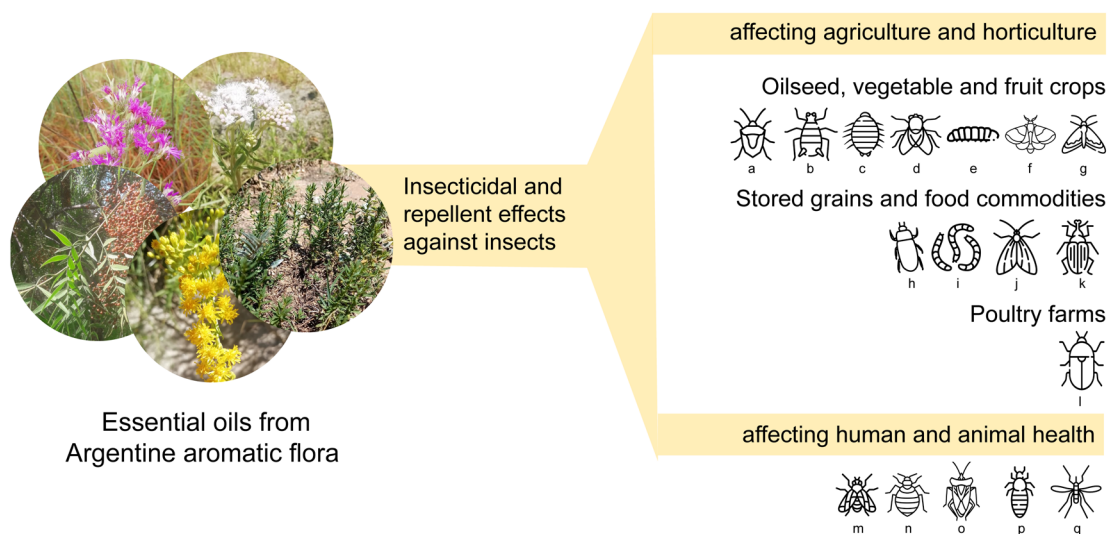 affecting agriculture and horticulture
Oilseed, vegetable and fruit crops
a b c d e f g
Insecticidal and
repellent effects
against insects
Stored grains and food commodities
h i j k
Poultry farms
l
Essential oils from
Argentine aromatic flora
affecting human and animal health
m n o p q